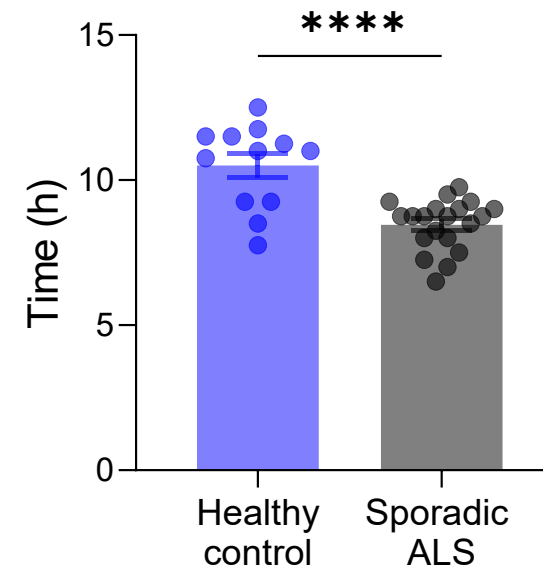 ****
15
10
5
0
Time (h)
Healthy
control
Sporadic
ALS